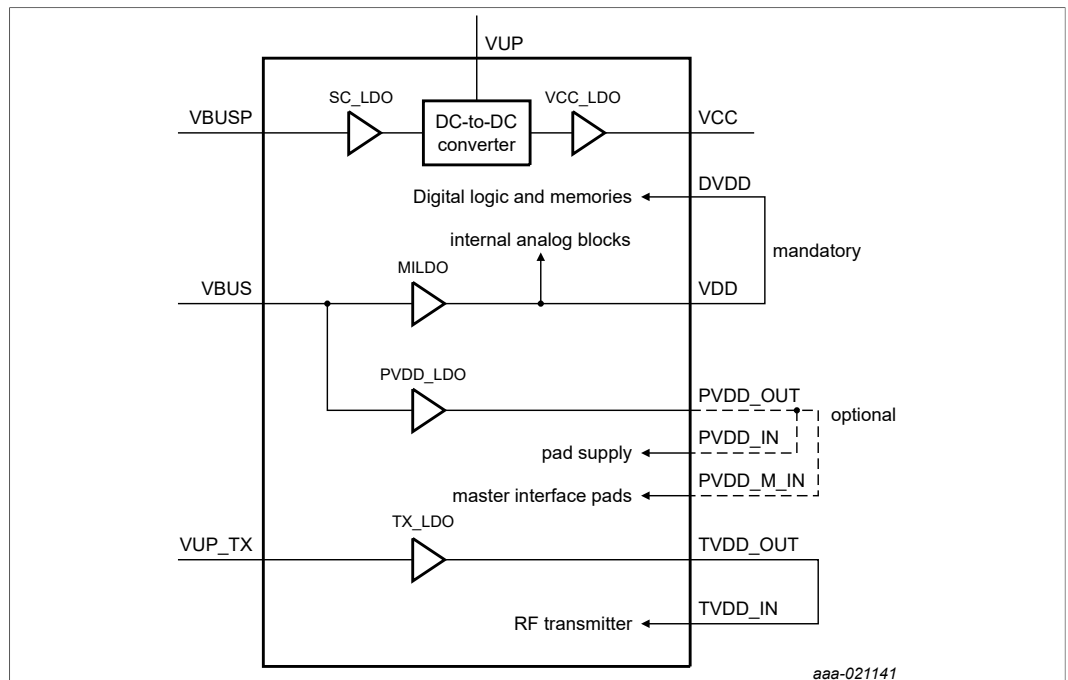 VUP
SC_LDO
VCC_LDO
VBUSP
DC-to-DC
converter
VCC
DVDD
Digital logic and memories
internal analog blocks
mandatory
MILDO
VBUS
VDD
PVDD_LDO
PVDD_OUT
optional
PVDD_IN
pad supply
PVDD_M_IN
master interface pads
TX_LDO
VUP_TX
TVDD_OUT
TVDD_IN
RF transmitter
aaa-021141